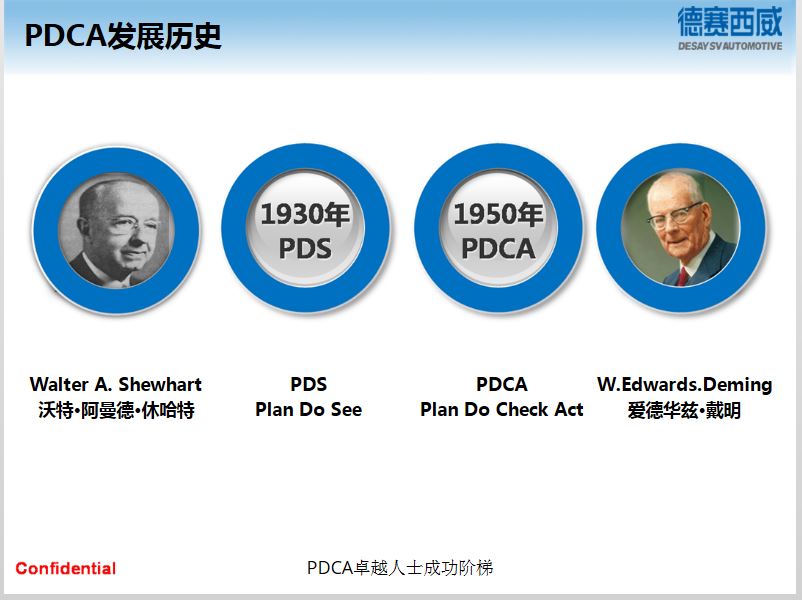 PDCA发展历史
德赛西威
DESAY SV AUTOMOTIVE
1930年
PDS
1950年
PDCA
Walter A. Shewhart
沃特•阿曼德•休哈特
PDS
Plan Do See
PDCA
Plan Do Check Act
W.Edwards.Deming
爱德华兹•戴明
Confidential
PDCA卓越人士成功阶梯